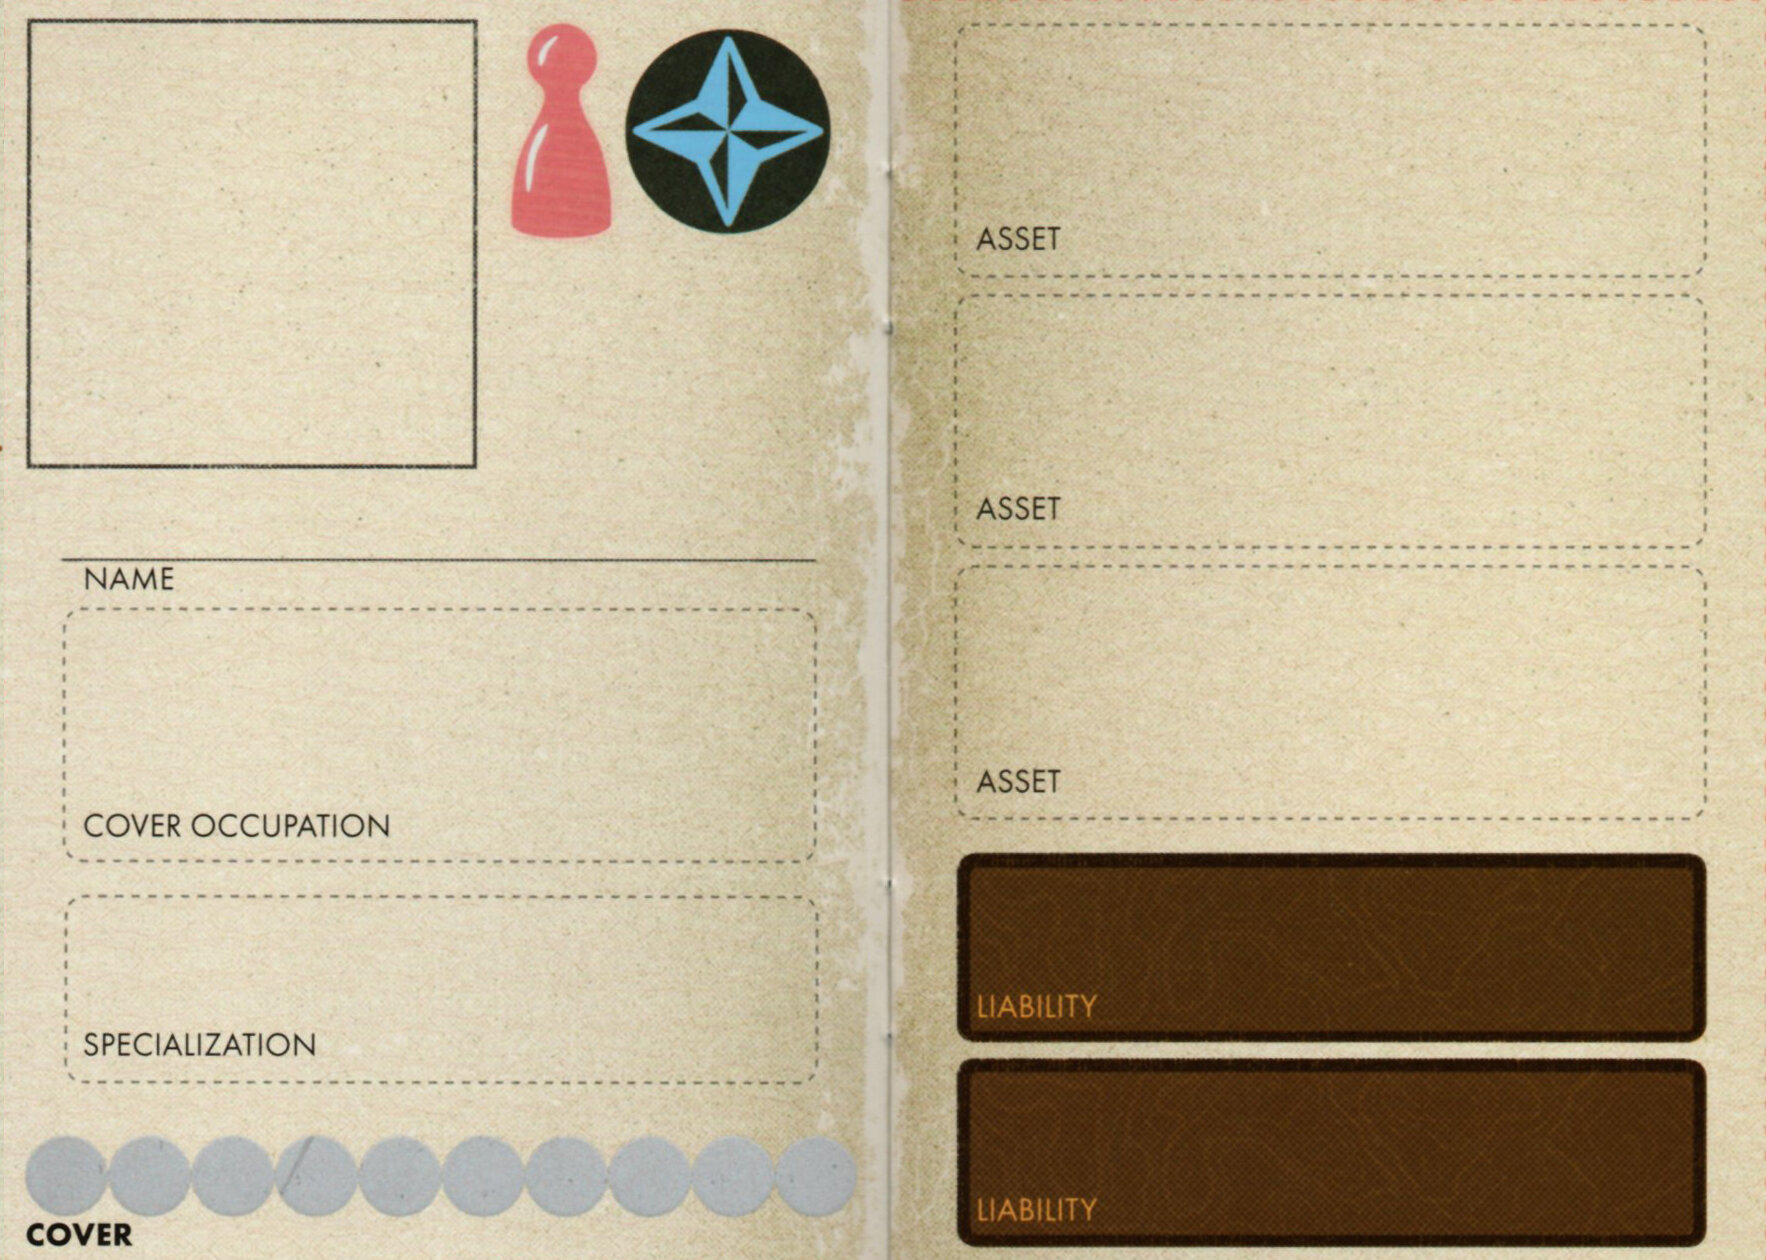 NAME
COVER OCCUPATION
SPECIALIZATION
COVER
ASSET
ASSET
ASSET
LIABILITY
LIABILITY